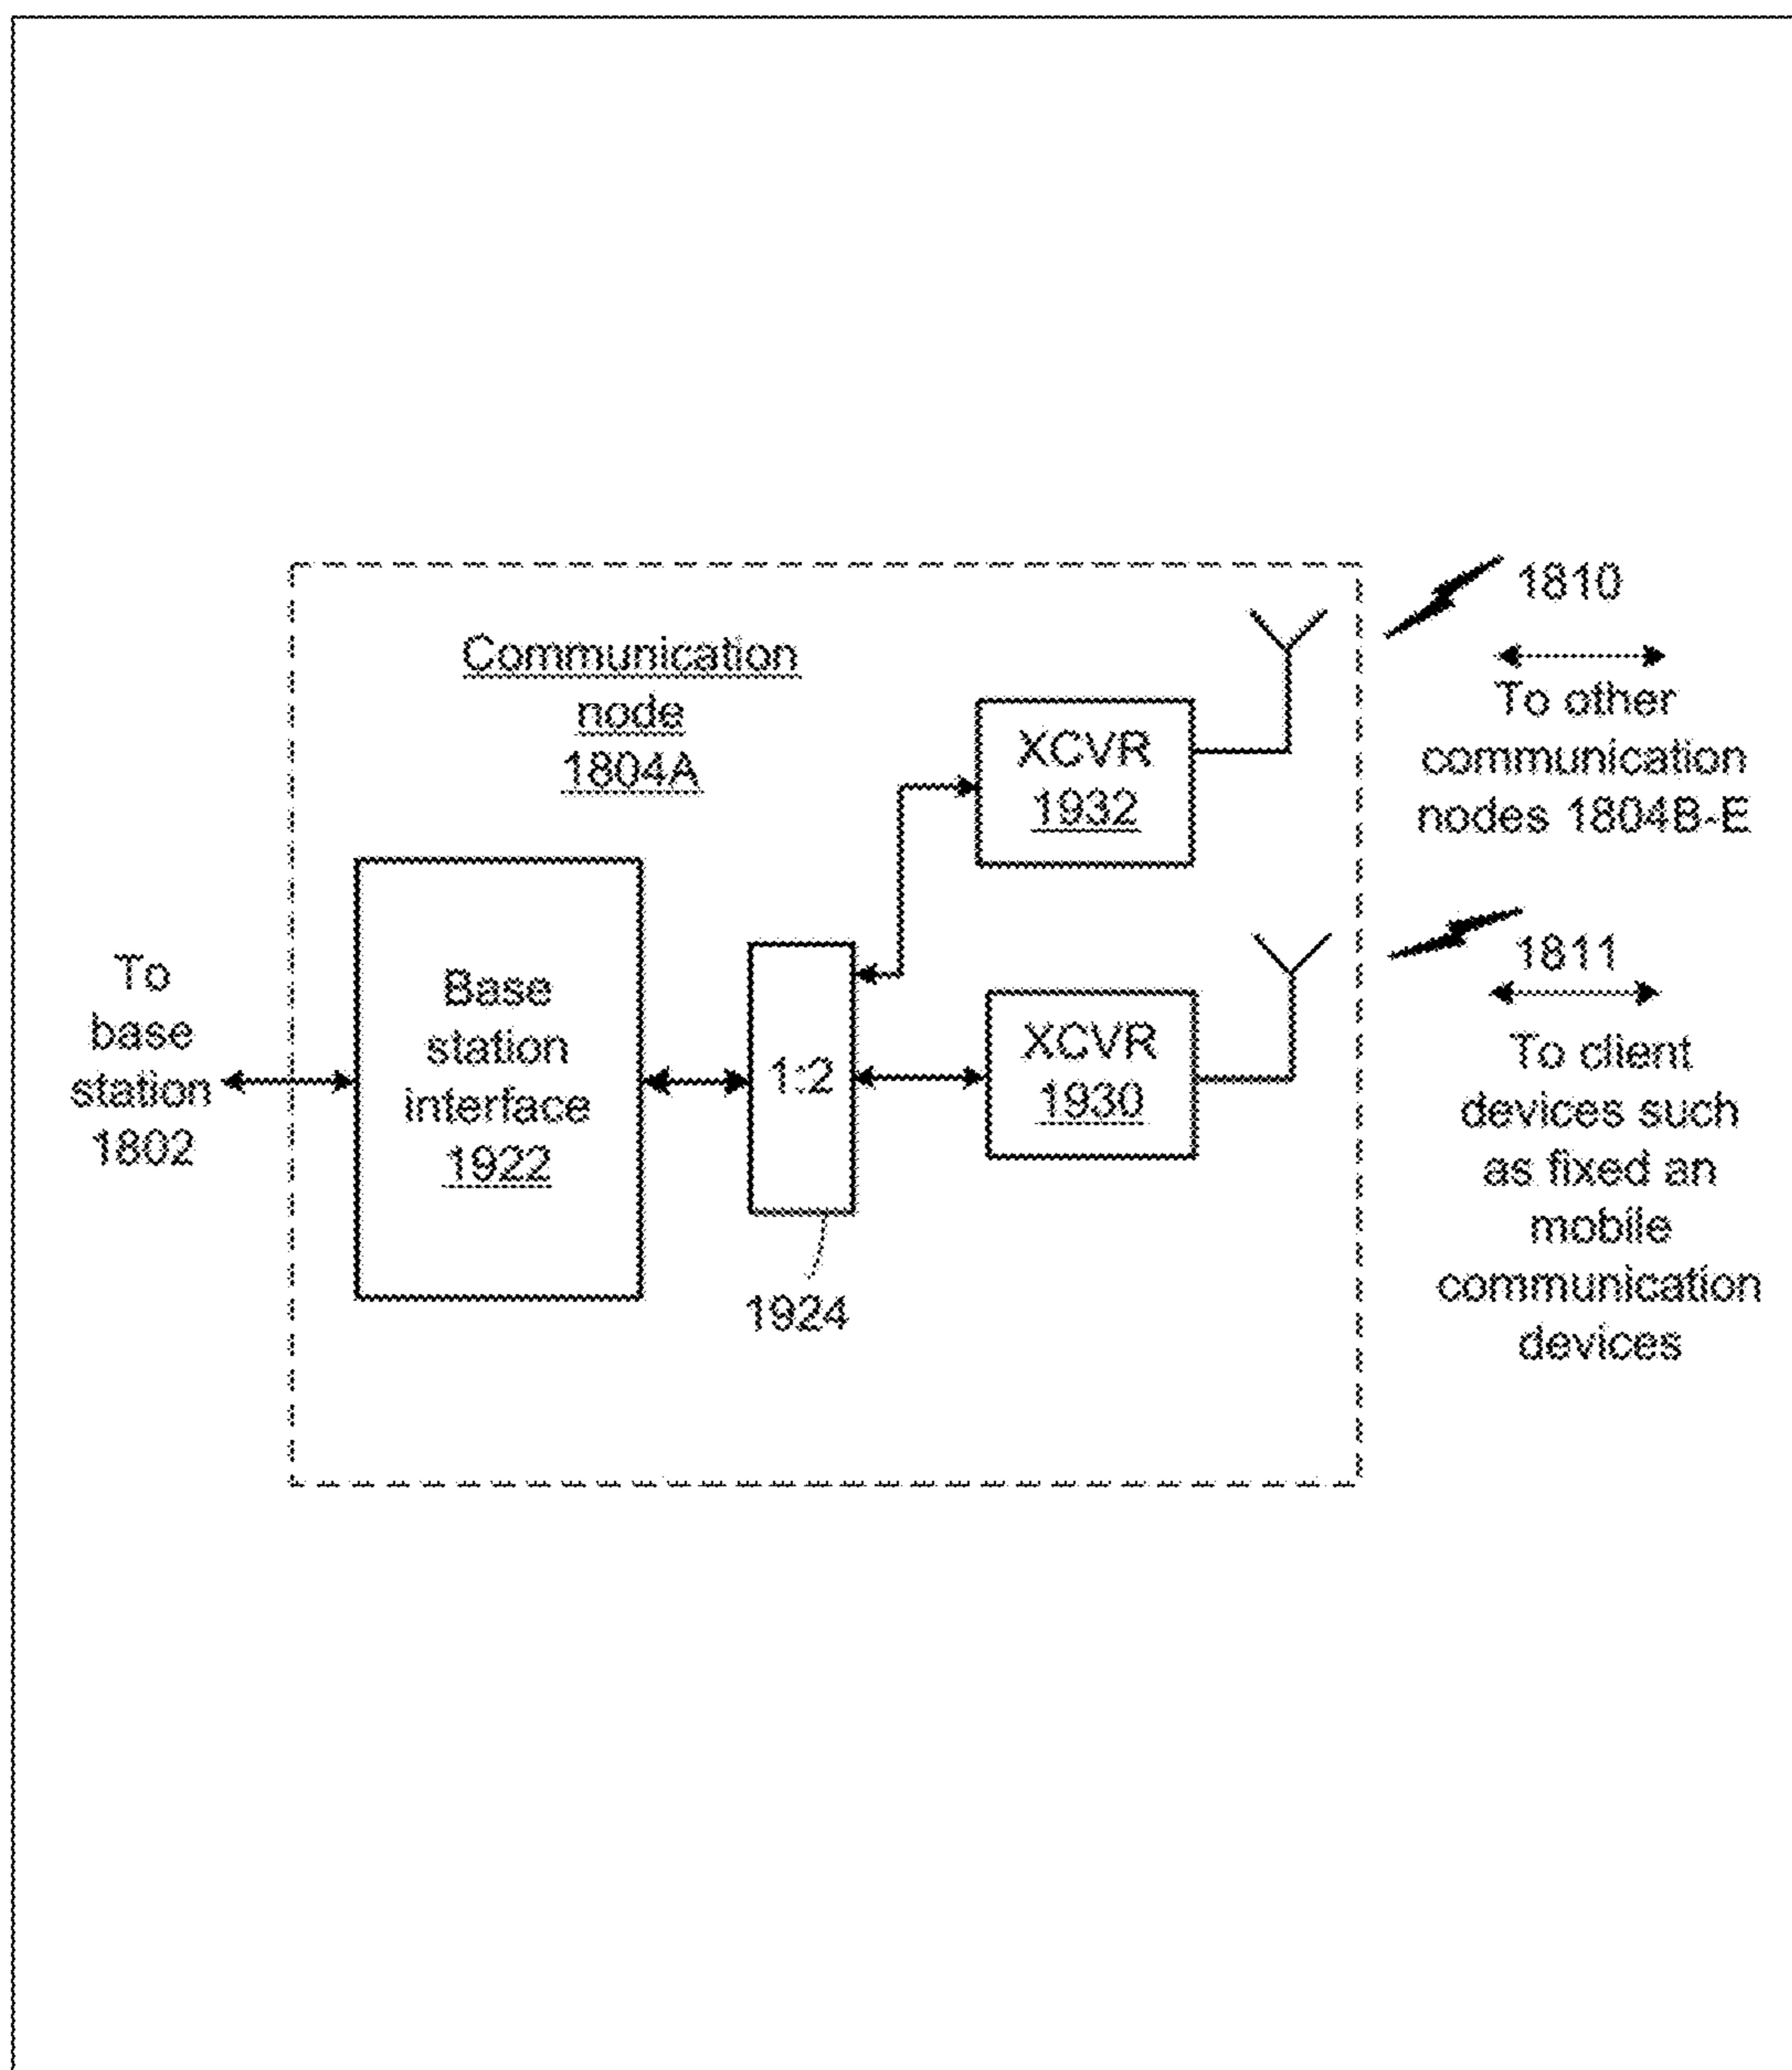 Communication
node
1804A
To
base
station
1802
Base
station
interface
1922
1:2
1924
XCVR
1932
XCVR
1930
1810
To other
communication
nodes 1804B-E
1811
To client
devices such
as fixed an
mobile
communication
devices